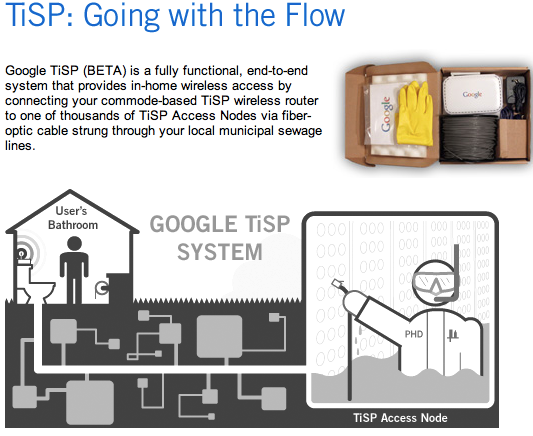 TiSP: Going with the Flow
Google TiSP (BETA) is a fully functional, end-to-end
system that provides in-home wireless access by
connecting your commode-based TiSP wireless router
to one of thousands of TiSP Access Nodes via fiber-
optic cable strung through your local municipal sewage
lines.
Google
Google
User's
Bathroom
GOOGLE TiSP
SYSTEM
PHD
TiSP Access Node